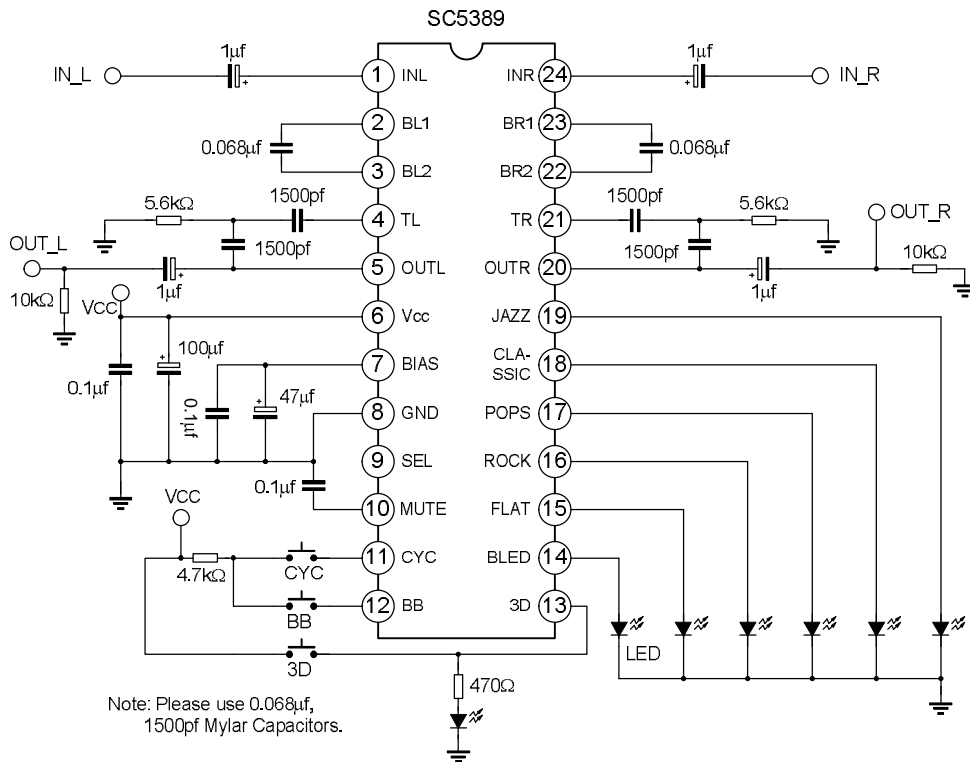 SC5389
IN_L
1μf
1
INL
INR
24
1μf
IN_R
0.068μf
2
BL1
BR1
23
0.068μf
3
BL2
BR2
22
5.6kΩ
1500pf
4
TL
TR
21
1500pf
5.6kΩ
OUT_R
OUT_L
1500pf
5
OUTL
OUTR
20
1500pf
10kΩ
1μf
1μf
10kΩ
VCC
6
Vcc
JAZZ
19
0.1μf
100μf
7
BIAS
CLA-
SSIC
18
0.1μf
47μf
8
GND
POPS
17
9
SEL
ROCK
16
0.1μf
10
MUTE
FLAT
15
VCC
4.7kΩ
CYC
11
CYC
BLED
14
BB
12
BB
3D
13
3D
LED
470Ω
Note: Please use 0.068μf,
1500pf Mylar Capacitors.